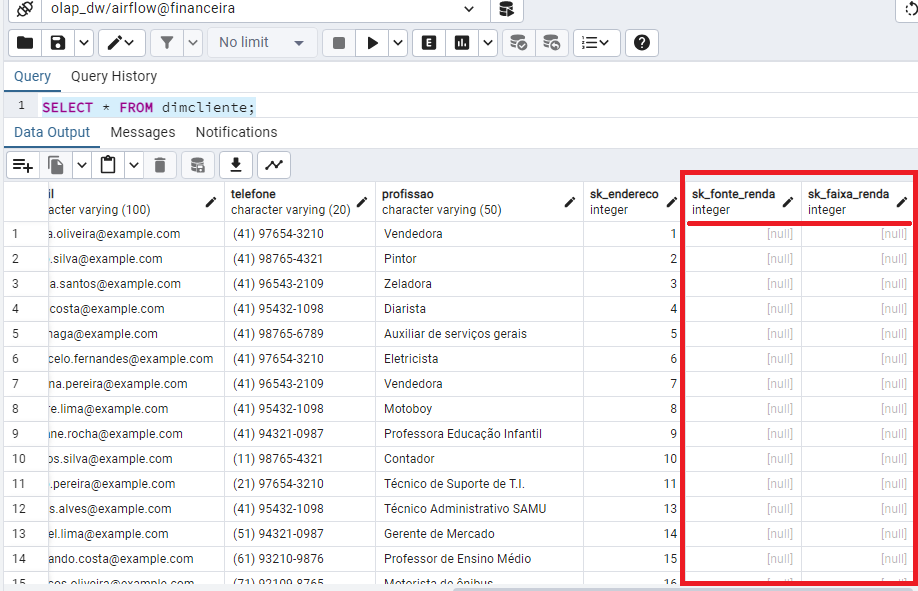 olap_dw/airflow@financeira
No limit
Query Query History
1 SELECT * FROM dimcliente;
Data Output Messages Notifications
il telefone profissao sk_endereco sk_fonte_renda sk_faixa_renda
acter varying (100) character varying (20) character varying (50) integer integer integer
1 a.oliveira@example.com (41) 97654-3210 Vendedora 1 [null] [null]
2 .silva@example.com (41) 98765-4321 Pintor 2 [null] [null]
3 a.santos@example.com (41) 96543-2109 Zeladora 3 [null] [null]
4 costa@example.com (41) 95432-1098 Diarista 4 [null] [null]
5 naga@example.com (41) 98765-6789 Auxiliar de serviços gerais 5 [null] [null]
6 celo.fernandes@example.com (41) 97654-3210 Eletricista 6 [null] [null]
7 na.pereira@example.com (41) 96543-2109 Vendedora 7 [null] [null]
8 e.lima@example.com (41) 95432-1098 Motoboy 8 [null] [null]
9 ne.rocha@example.com (41) 94321-0987 Professora Educação Infantil 9 [null] [null]
10 os.silva@example.com (11) 98765-4321 Contador 10 [null] [null]
11 .pereira@example.com (21) 97654-3210 Técnico de Suporte de T.I. 11 [null] [null]
12 s.alves@example.com (41) 95432-1098 Técnico Administrativo SAMU 13 [null] [null]
13 el.lima@example.com (51) 94321-0987 Gerente de Mercado 14 [null] [null]
14 ando.costa@example.com (61) 93210-9876 Professor de Ensino Médio 15 [null] [null]
15 cos.oliveira@example.com (71) 92109-8765 Motorista de ônibus 16 [null] [null]